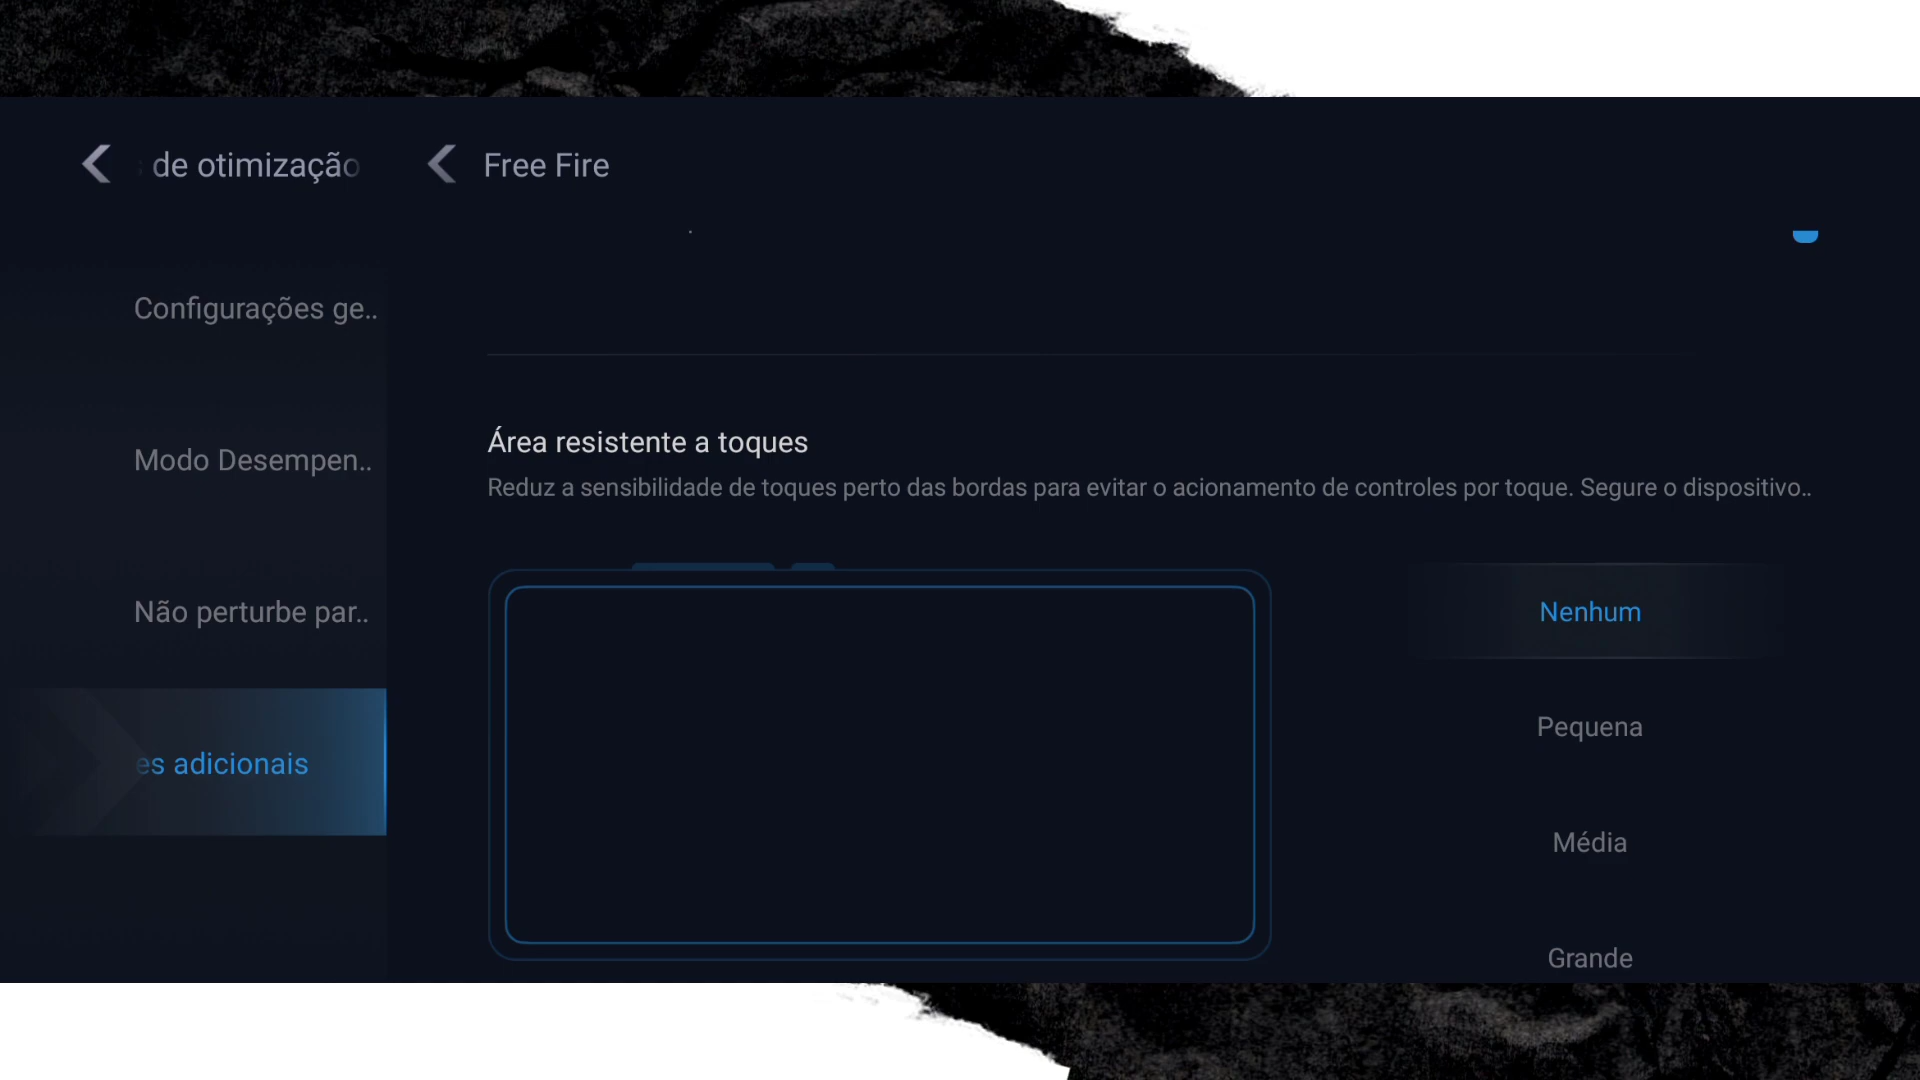 de otimização
Free Fire
Configurações ge..
Modo Desempen..
Não perturbe par..
es adicionais
Área resistente a toques
Reduz a sensibilidade de toques perto das bordas para evitar o acionamento de controles por toque. Segure o dispositivo..
Nenhum
Pequena
Média
Grande